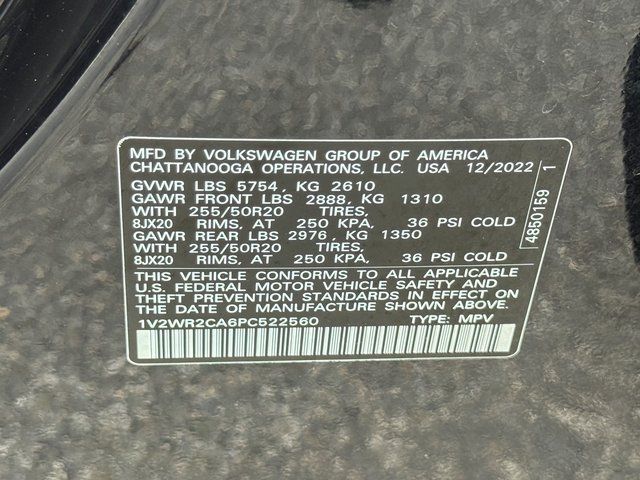 MFD BY VOLKSWAGEN GROUP OF AMERICA
CHATTANOOGA OPERATIONS, LLC. USA 12/2022
GVWR LBS 5754, KG 2610
GAWR FRONT LBS 2888, KG 1310
WITH 255/50R20 TIRES,
8JX20 RIMS, AT 250 KPA, 36 PSI COLD
GAWR REAR LBS 2976, KG 1350
WITH 255/50R20 TIRES,
8JX20 RIMS, AT 250 KPA, 36 PSI COLD
THIS VEHICLE CONFORMS TO ALL APPLICABLE
U.S. FEDERAL MOTOR VEHICLE SAFETY AND
THEFT PREVENTION STANDARDS IN EFFECT ON
THE DATE OF MANUFACTURE SHOWN ABOVE.
1V2WR2CA6PC522560 TYPE: MPV
4850159 1